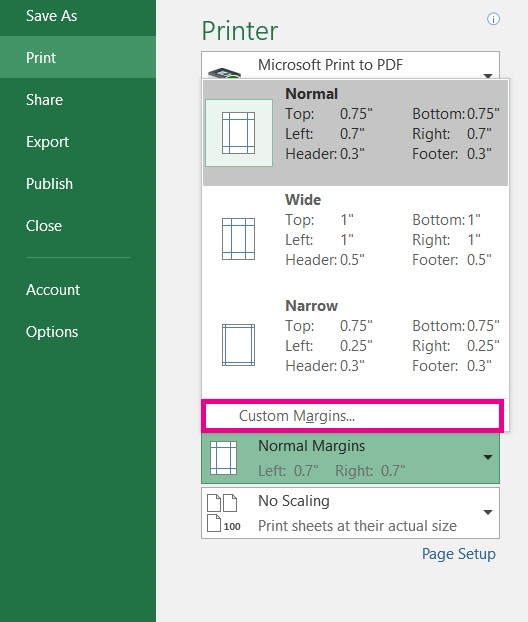 Save As
Print
Share
Export
Publish
Close
Account
Options
Printer
Microsoft Print to PDF
Normal
Top: 0.75" Bottom: 0.75"
Left: 0.7" Right: 0.7"
Header: 0.3" Footer: 0.3"
Wide
Top: 1" Bottom: 1"
Left: 1" Right: 1"
Header: 0.5" Footer: 0.5"
Narrow
Top: 0.75" Bottom: 0.75"
Left: 0.25" Right: 0.25"
Header: 0.3" Footer: 0.3"
Custom Margins...
Normal Margins
Left: 0.7" Right: 0.7"
No Scaling
100 Print sheets at their actual size
Page Setup